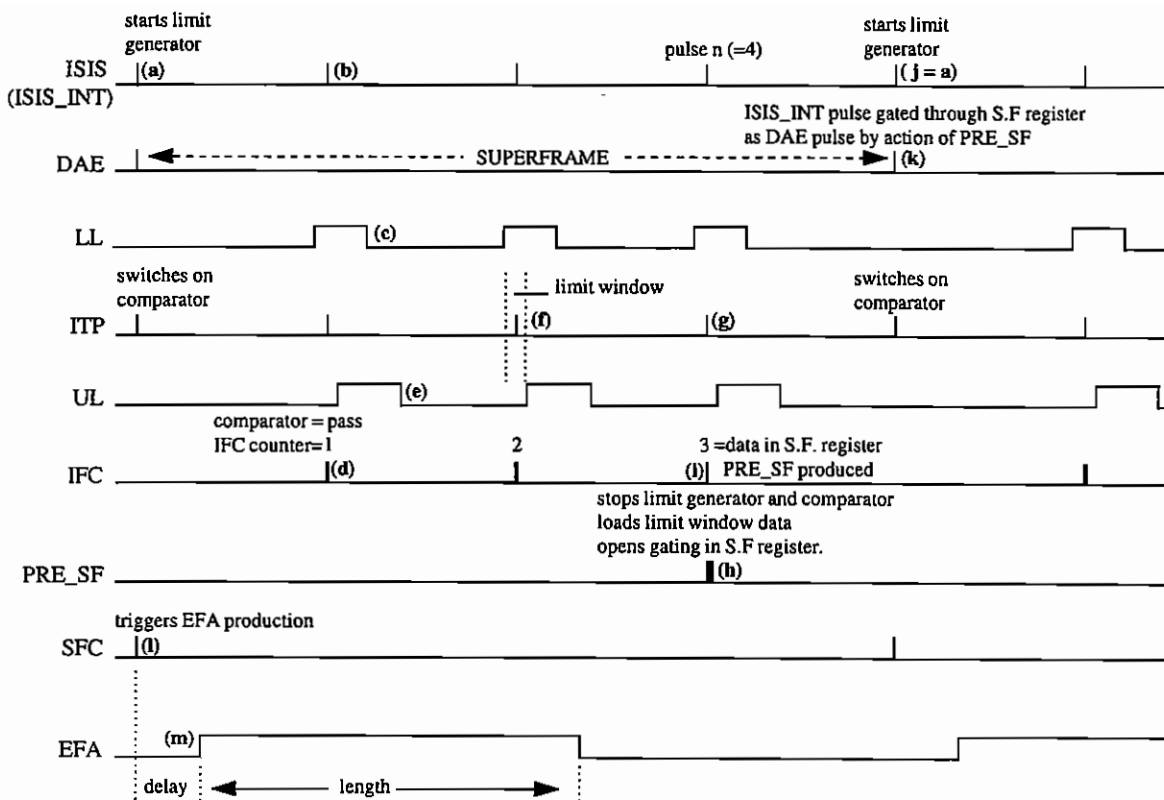 starts limit
generator
starts limit
generator
pulse n (=4)
ISIS
(ISIS_INT)
(a)
(b)
( j = a)
ISIS_INT pulse gated through S.F register
as DAE pulse by action of PRE_SF
DAE
SUPERFRAME
(k)
LL
(c)
switches on
comparator
limit window
switches on
comparator
ITP
(f)
(g)
UL
(e)
comparator = pass
IFC counter=1
2
3 =data in S.F. register
PRE_SF produced
IFC
(d)
(i)
stops limit generator and comparator
loads limit window data
opens gating in S.F register.
PRE_SF
(h)
triggers EFA production
SFC
(l)
EFA
(m)
delay
length